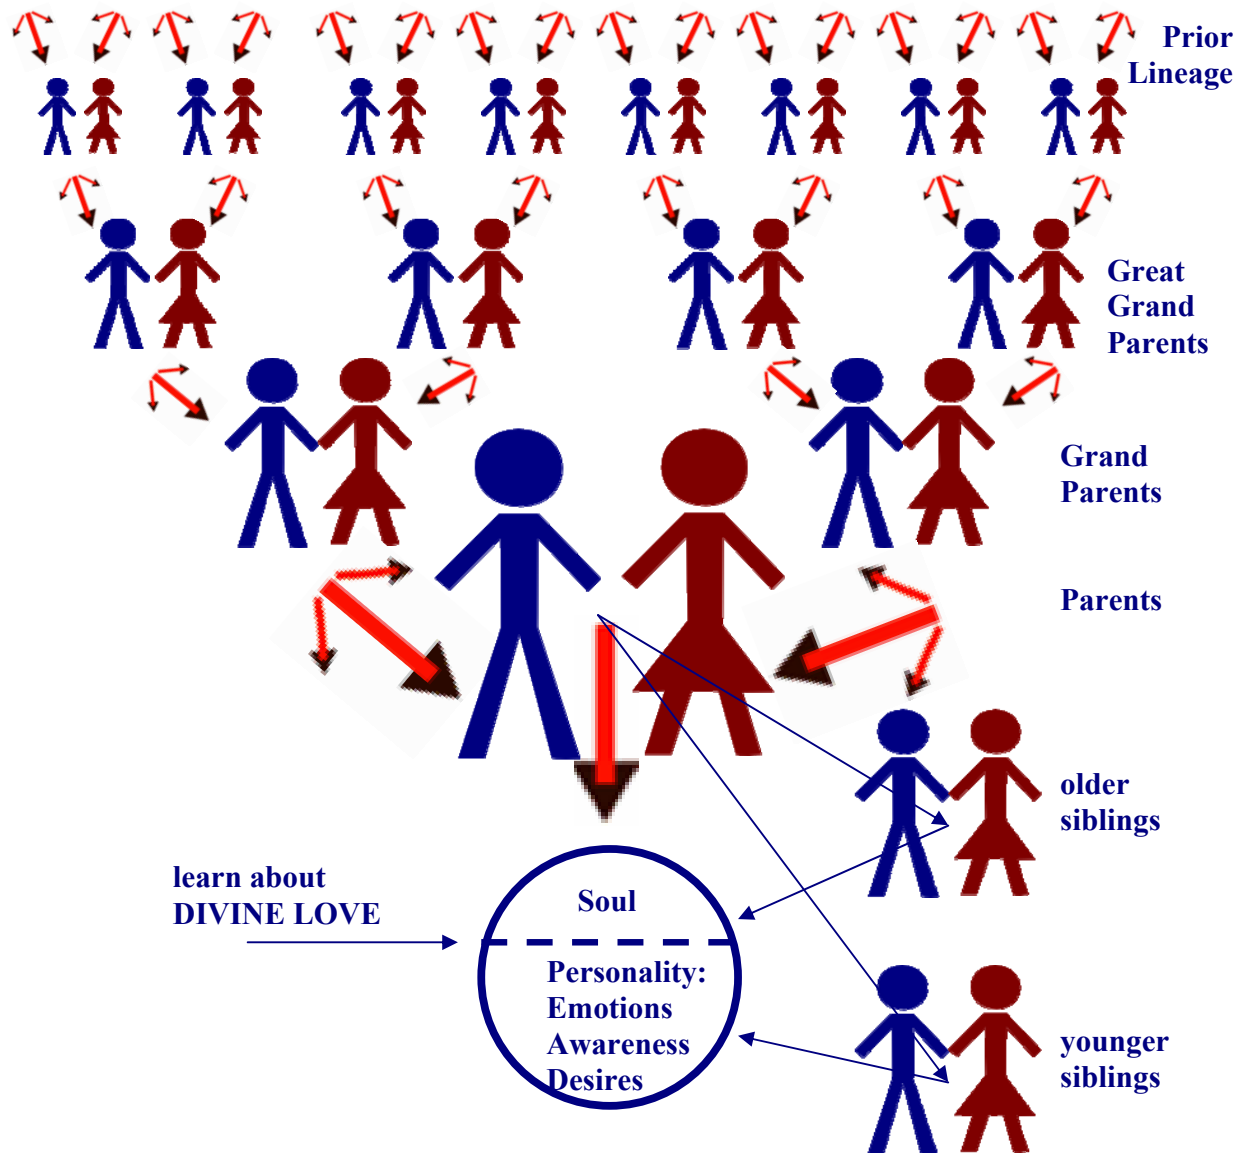 Prior
Lineage
Great
Grand
Parents
Grand
Parents
Parents
older
siblings
learn about
DIVINE LOVE
Soul
Personality:
Emotions
Awareness
Desires
younger
siblings